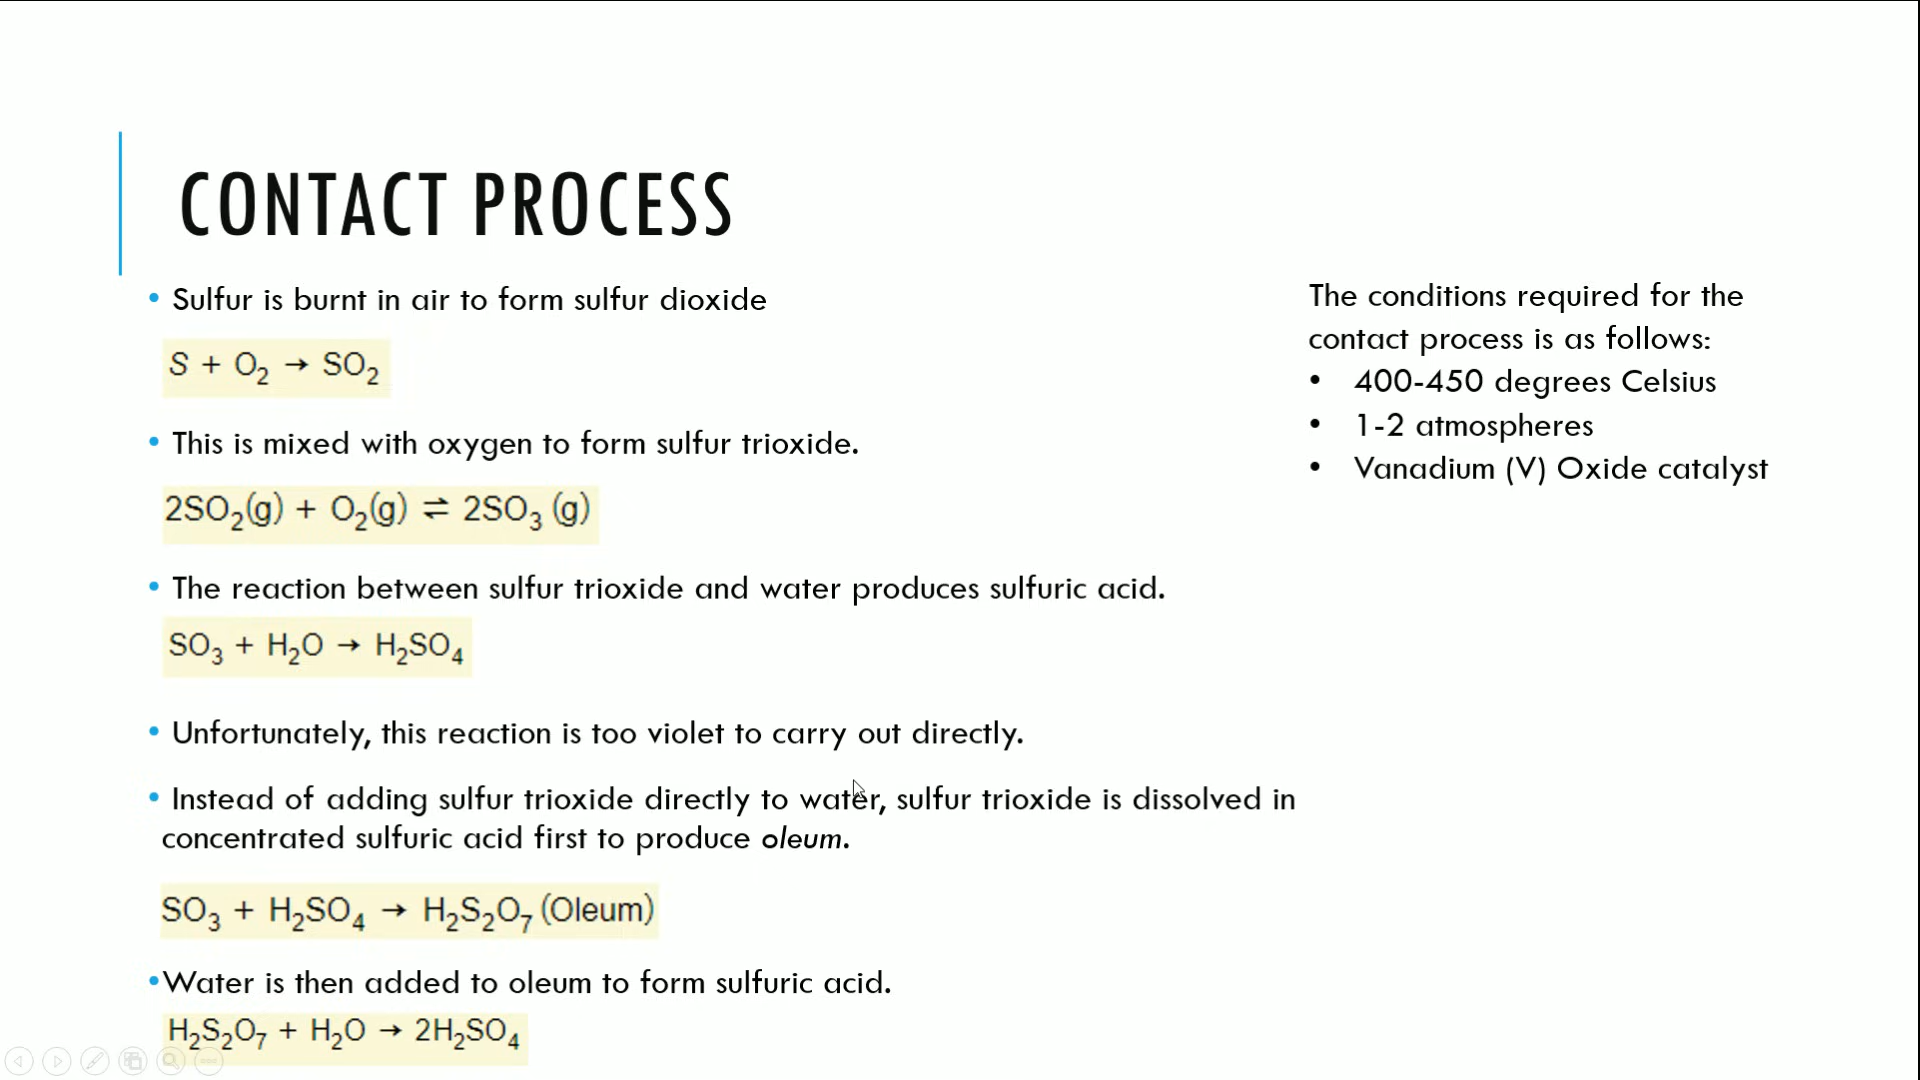 CONTACT PROCESS
• Sulfur is burnt in air to form sulfur dioxide
S + O₂ → SO₂
• This is mixed with oxygen to form sulfur trioxide.
2SO₂(g) + O₂(g) ⇌ 2SO₃ (g)
• The reaction between sulfur trioxide and water produces sulfuric acid.
SO₃ + H₂O → H₂SO₄
• Unfortunately, this reaction is too violet to carry out directly.
• Instead of adding sulfur trioxide directly to water, sulfur trioxide is dissolved in
concentrated sulfuric acid first to produce oleum.
SO₃ + H₂SO₄ → H₂S₂O₇ (Oleum)
•Water is then added to oleum to form sulfuric acid.
H₂S₂O₇ + H₂O → 2H₂SO₄
The conditions required for the
contact process is as follows:
• 400-450 degrees Celsius
• 1-2 atmospheres
• Vanadium (V) Oxide catalyst